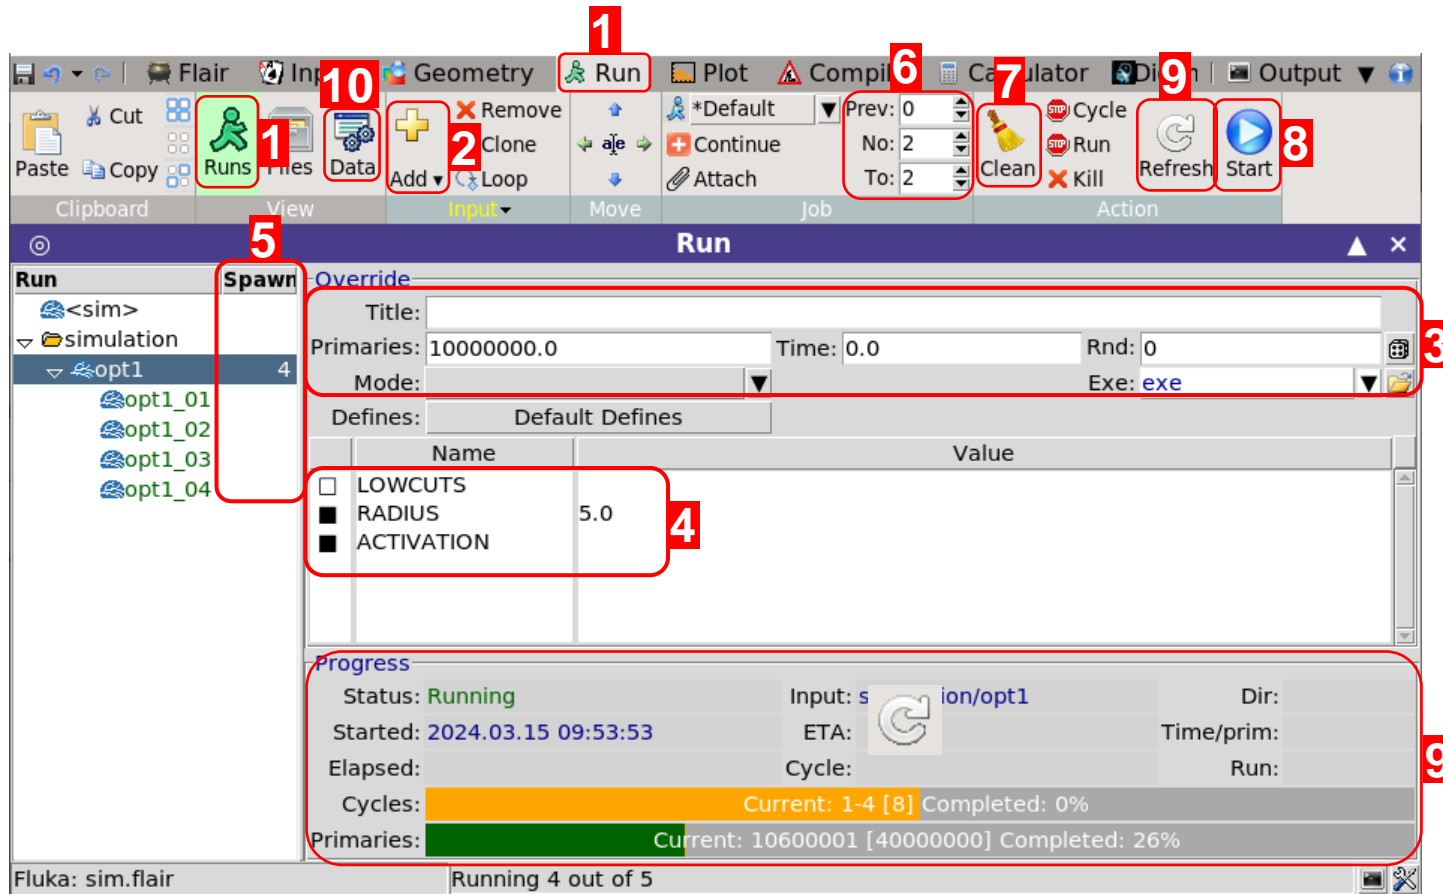 1
Flair Inp Geometry Run Plot Compil 6 Calculator Di n Output
10 7 9
Paste Cut Copy Runs 1 Files Data
Add 2 Remove Clone Loop
*Default Continue Attach
Prev: 0
No: 2
To: 2
Clean Cycle Run Kill Refresh Start 8
Clipboard View Input Move Job Action
Run
5
Run Spawn
<sim>
simulation
opt1 4
opt1_01
opt1_02
opt1_03
opt1_04
Override
Title:
Primaries: 10000000.0 Time: 0.0 Rnd: 0
3
Mode: Exe: exe
Defines: Default Defines
Name Value
LOWCUTS
RADIUS 5.0
ACTIVATION
4
Progress
Status: Running Input: s ion/opt1 Dir:
Started: 2024.03.15 09:53:53 ETA: Time/prim:
9
Elapsed: Cycle: Run:
Cycles: Current: 1-4 [8] Completed: 0%
Primaries: Current: 10600001 [40000000] Completed: 26%
Fluka: sim.flair Running 4 out of 5